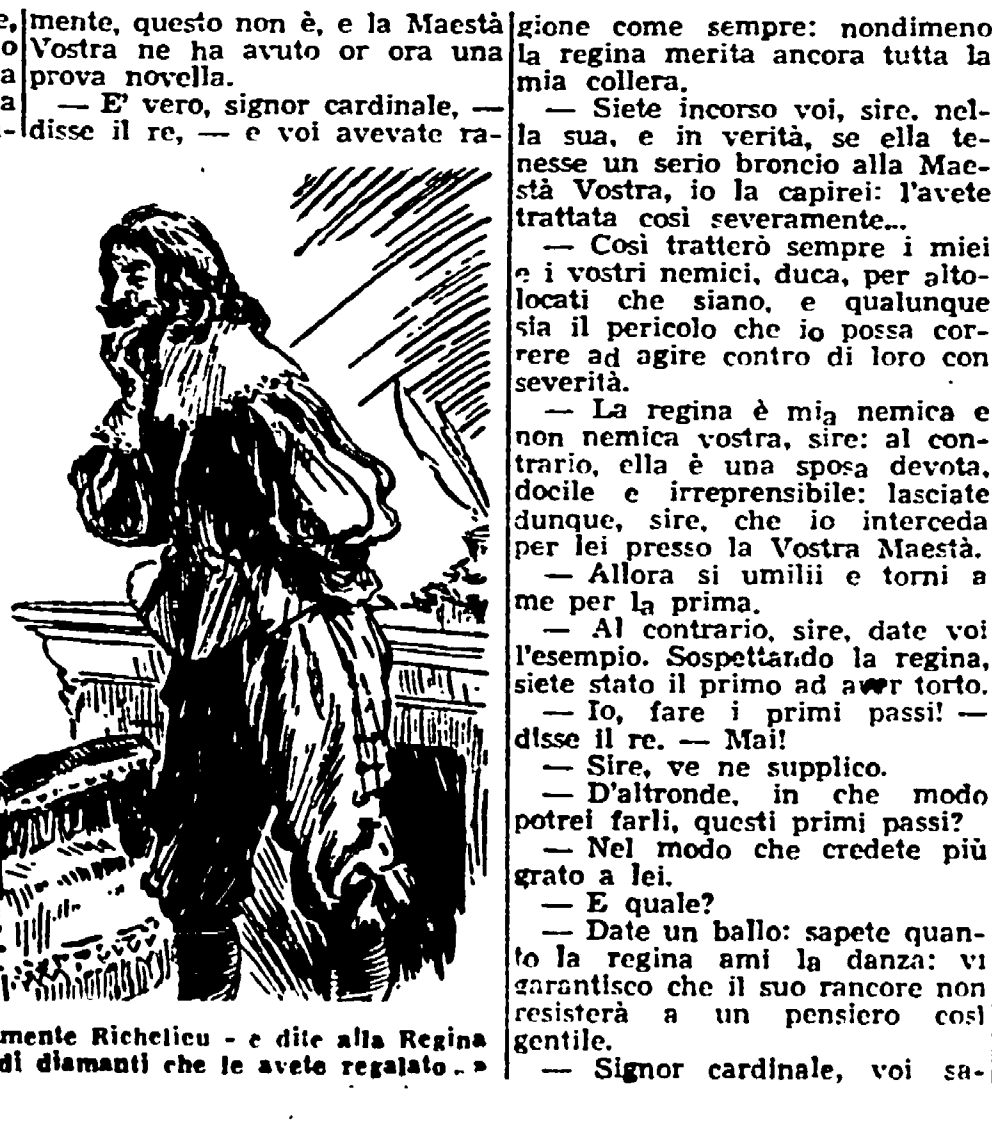 e,
o
a
a
-
mente, questo non è, e la Maestà
Vostra ne ha avuto or ora una
prova novella.
— E' vero, signor cardinale, —
disse il re, — e voi avevate ra-
mente Richelieu - e dite alla Regina
di diamanti che le avete regalato.. »
gione come sempre: nondimeno
la regina merita ancora tutta la
mia collera.
— Siete incorso voi, sire, nel-
la sua, e in verità, se ella te-
nesse un serio broncio alla Mae-
stà Vostra, io la capirei: l'avete
trattata così severamente...
— Così tratterò sempre i miei
e i vostri nemici, duca, per alto-
locati che siano, e qualunque
sia il pericolo che io possa cor-
rere ad agire contro di loro con
severità.
— La regina è mia nemica e
non nemica vostra, sire: al con-
trario, ella è una sposa devota,
docile e irreprensibile: lasciate
dunque, sire, che io interceda
per lei presso la Vostra Maestà.
— Allora si umilii e torni a
me per la prima.
— Al contrario, sire, date voi
l'esempio. Sospettando la regina,
siete stato il primo ad aver torto.
— Io, fare i primi passi! —
disse il re. — Mai!
— Sire, ve ne supplico.
— D'altronde, in che modo
potrei farli, questi primi passi?
— Nel modo che credete più
grato a lei.
— E quale?
— Date un ballo: sapete quan-
to la regina ami la danza: vi
garantisco che il suo rancore non
resisterà a un pensiero così
gentile.
— Signor cardinale, voi sa-